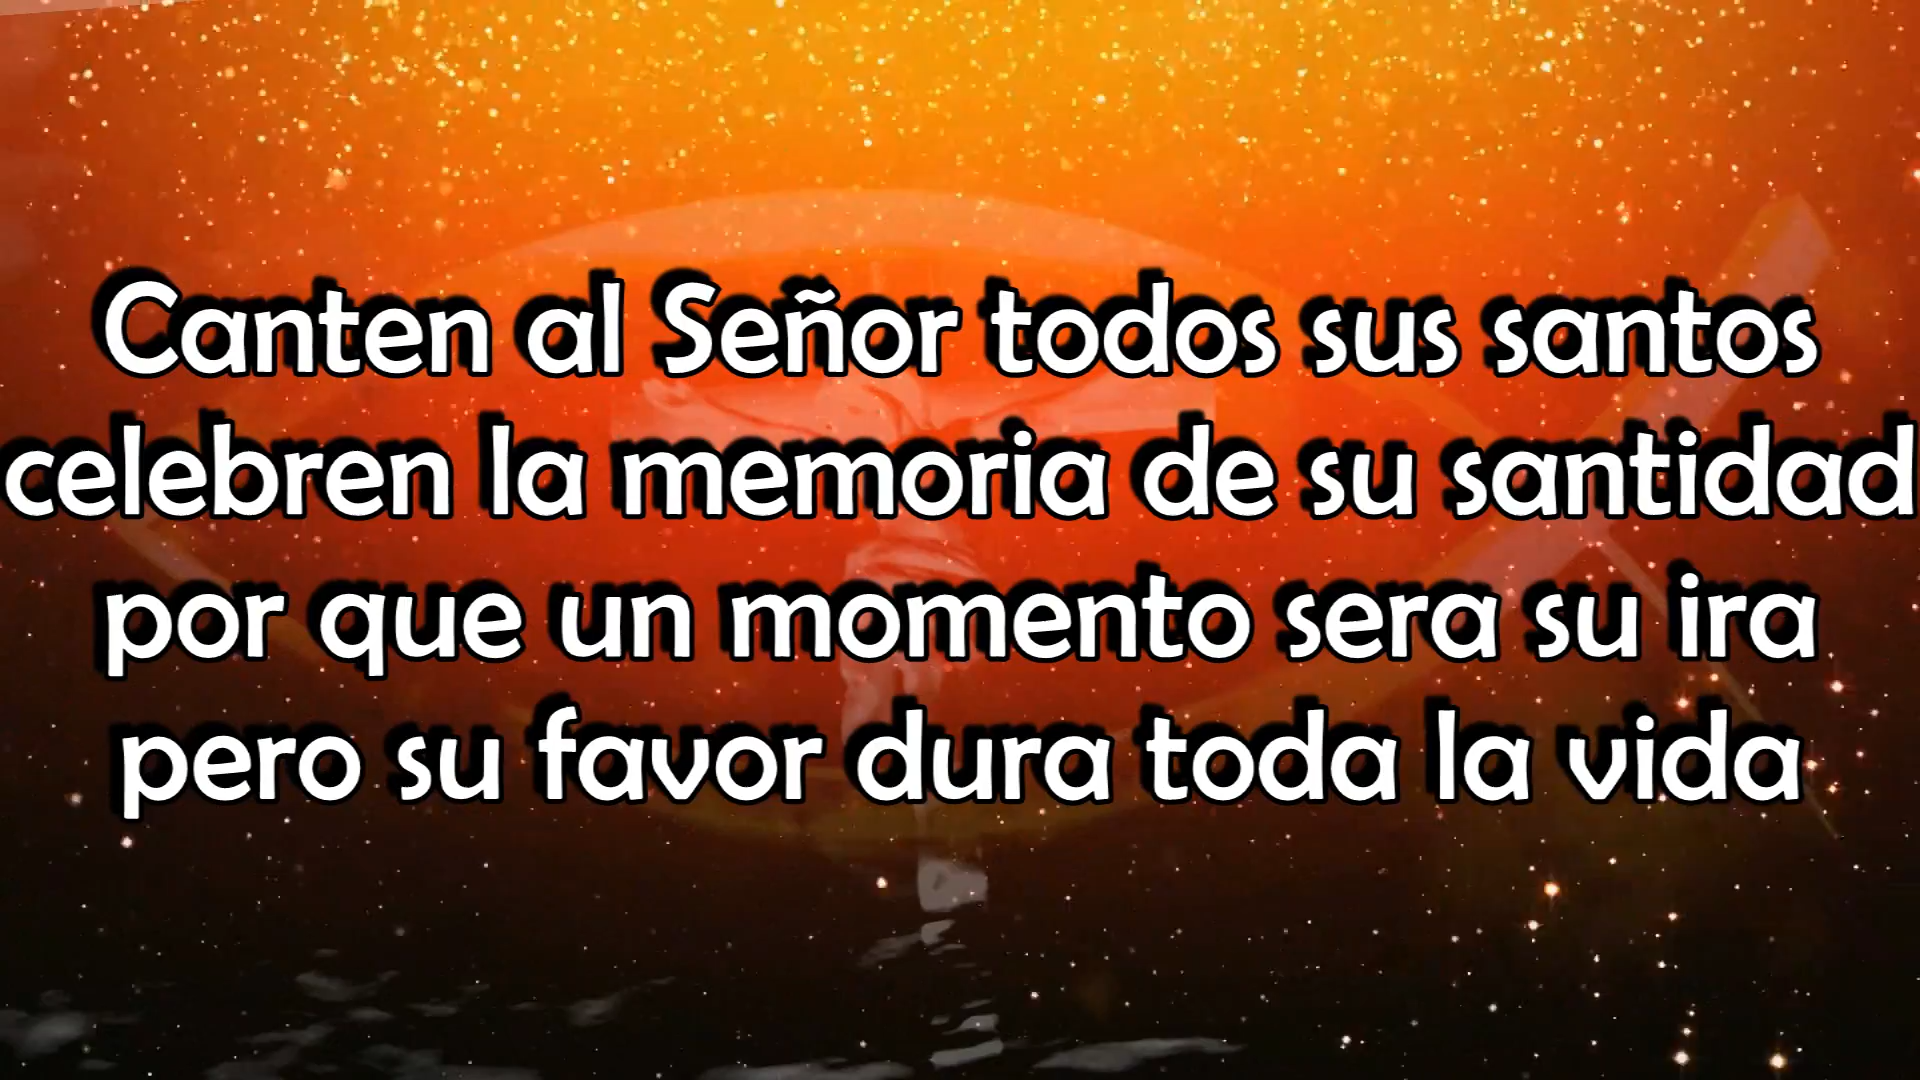 Canten al Señor todos sus santos
celebren la memoria de su santidad
por que un momento sera su ira
pero su favor dura toda la vida